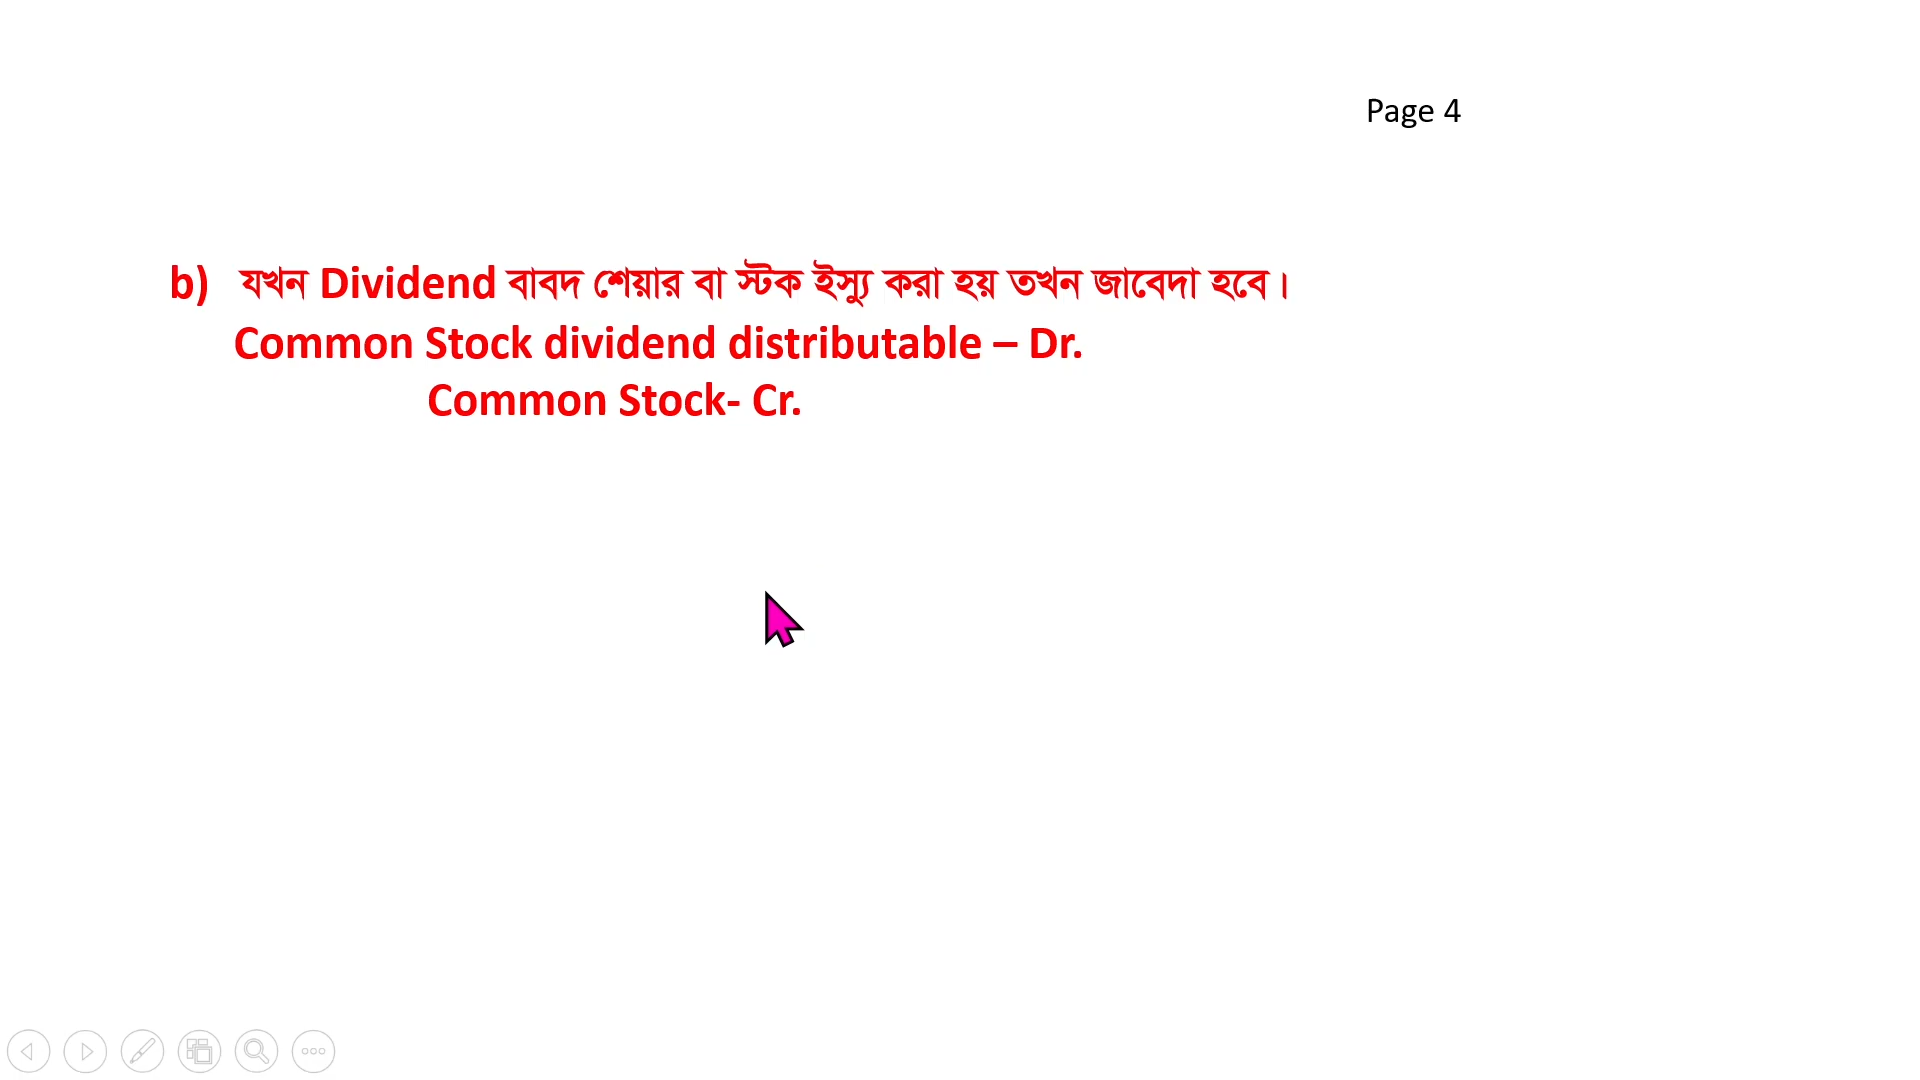 Page 4
b) যখন Dividend বাবদ শেয়ার বা স্টক ইস্যু করা হয় তখন জাবেদা হবে।
Common Stock dividend distributable – Dr.
Common Stock- Cr.